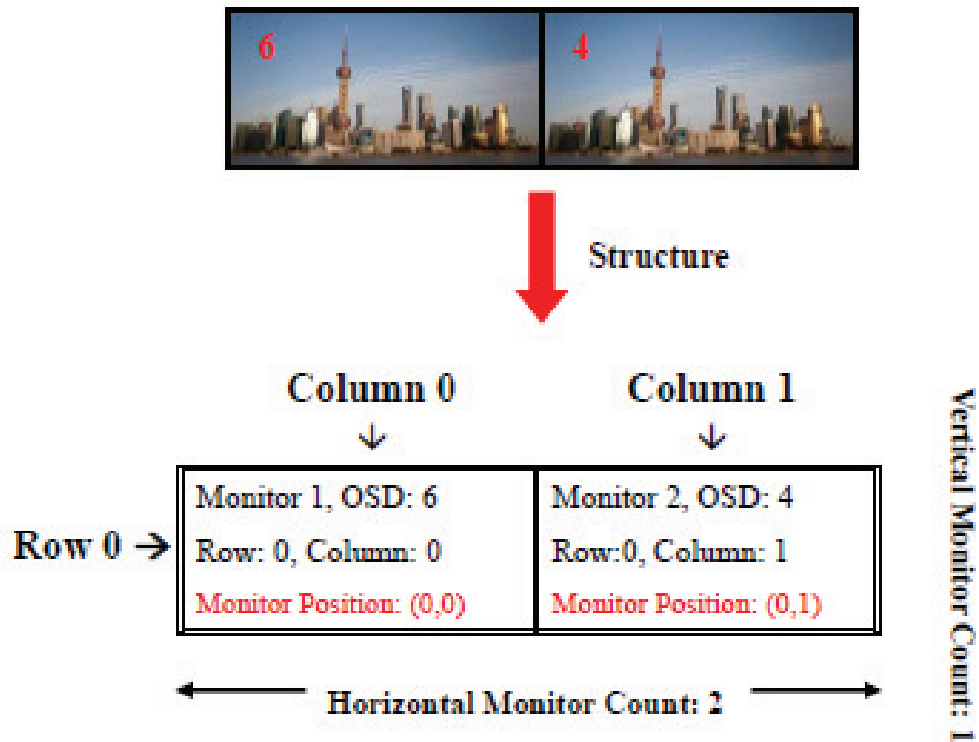 6
4
Structure
Column 0
Column 1
↓
↓
Row 0 →
Monitor 1, OSD: 6
Row: 0, Column: 0
Monitor Position: (0,0)
Monitor 2, OSD: 4
Row:0, Column: 1
Monitor Position: (0,1)
Horizontal Monitor Count: 2
Vertical Monitor Count: 1